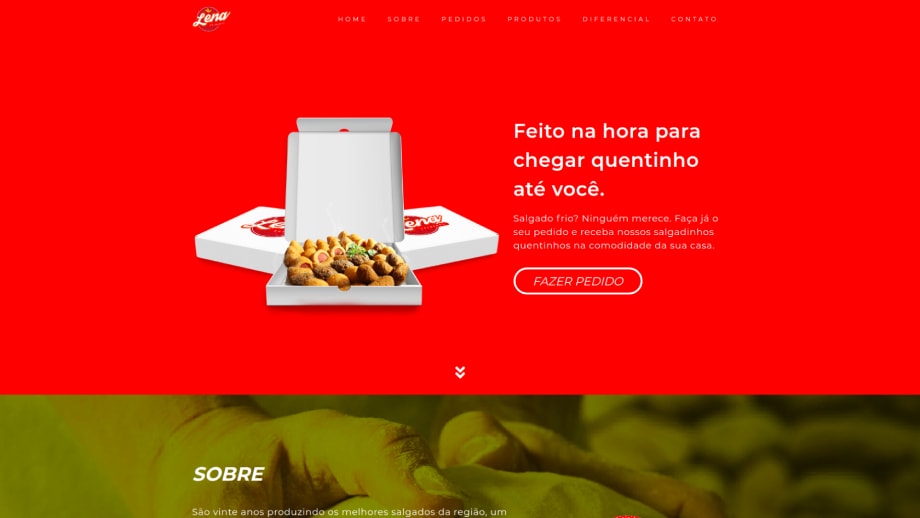 Lena
HOME SOBRE PEDIDOS PRODUTOS DIFERENCIAL CONTATO
Feito na hora para
chegar quentinho
até você.
Salgado frio? Ninguém merece. Faça já o
seu pedido e receba nossos salgadinhos
quentinhos na comodidade da sua casa.
FAZER PEDIDO
SOBRE
São vinte anos produzindo os melhores salgados da região, um